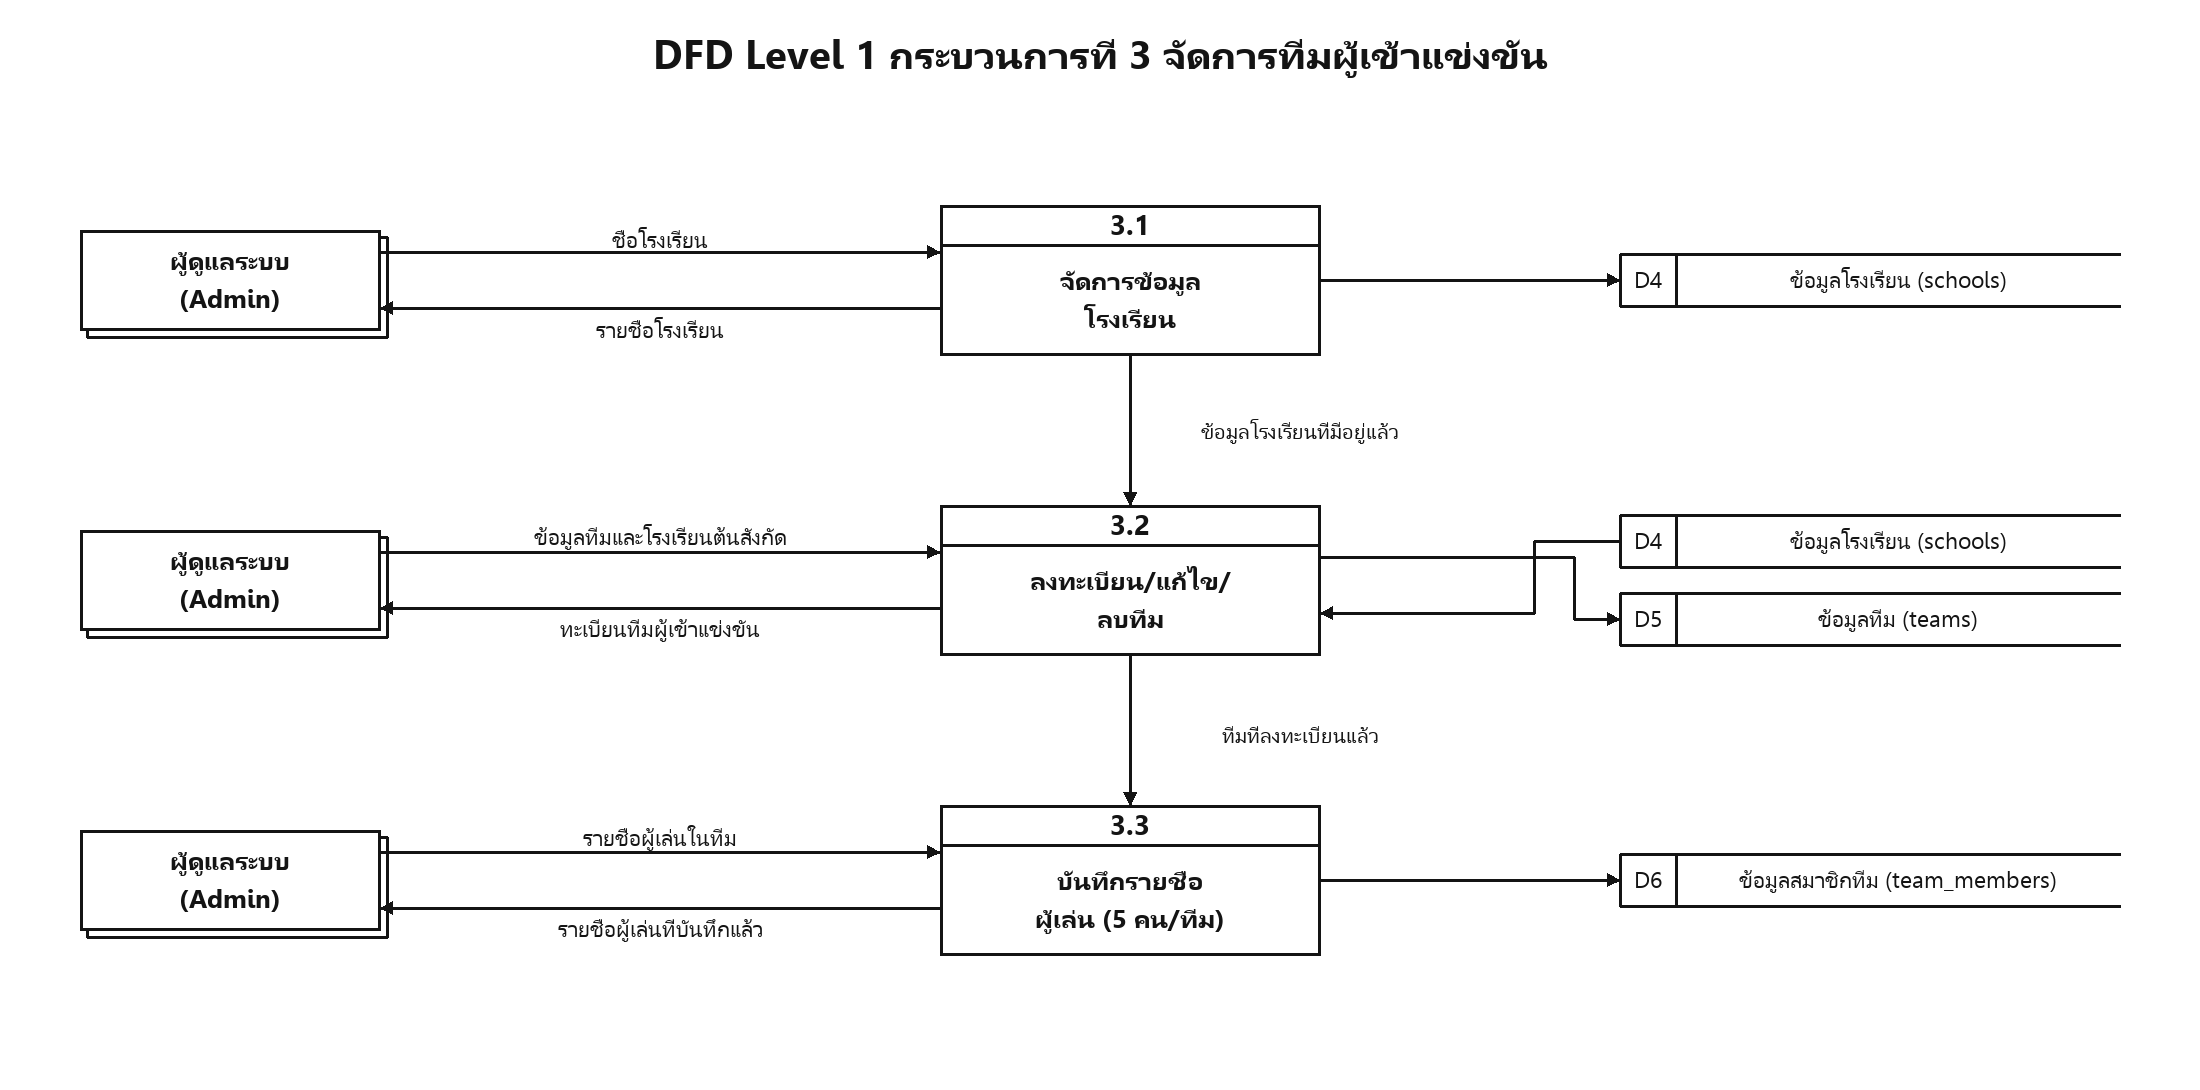 DFD Level 1 กระบวนการที่ 3 จัดการทีมผู้เข้าแข่งขัน
ผู้ดูแลระบบ
(Admin)
ชื่อโรงเรียน
รายชื่อโรงเรียน
3.1
จัดการข้อมูล
โรงเรียน
D4
ข้อมูลโรงเรียน (schools)
ข้อมูลโรงเรียนที่มีอยู่แล้ว
ผู้ดูแลระบบ
(Admin)
ข้อมูลทีมและโรงเรียนต้นสังกัด
ทะเบียนทีมผู้เข้าแข่งขัน
3.2
ลงทะเบียน/แก้ไข/
ลบทีม
D4
ข้อมูลโรงเรียน (schools)
D5
ข้อมูลทีม (teams)
ทีมที่ลงทะเบียนแล้ว
ผู้ดูแลระบบ
(Admin)
รายชื่อผู้เล่นในทีม
รายชื่อผู้เล่นที่บันทึกแล้ว
3.3
บันทึกรายชื่อ
ผู้เล่น (5 คน/ทีม)
D6
ข้อมูลสมาชิกทีม (team_members)